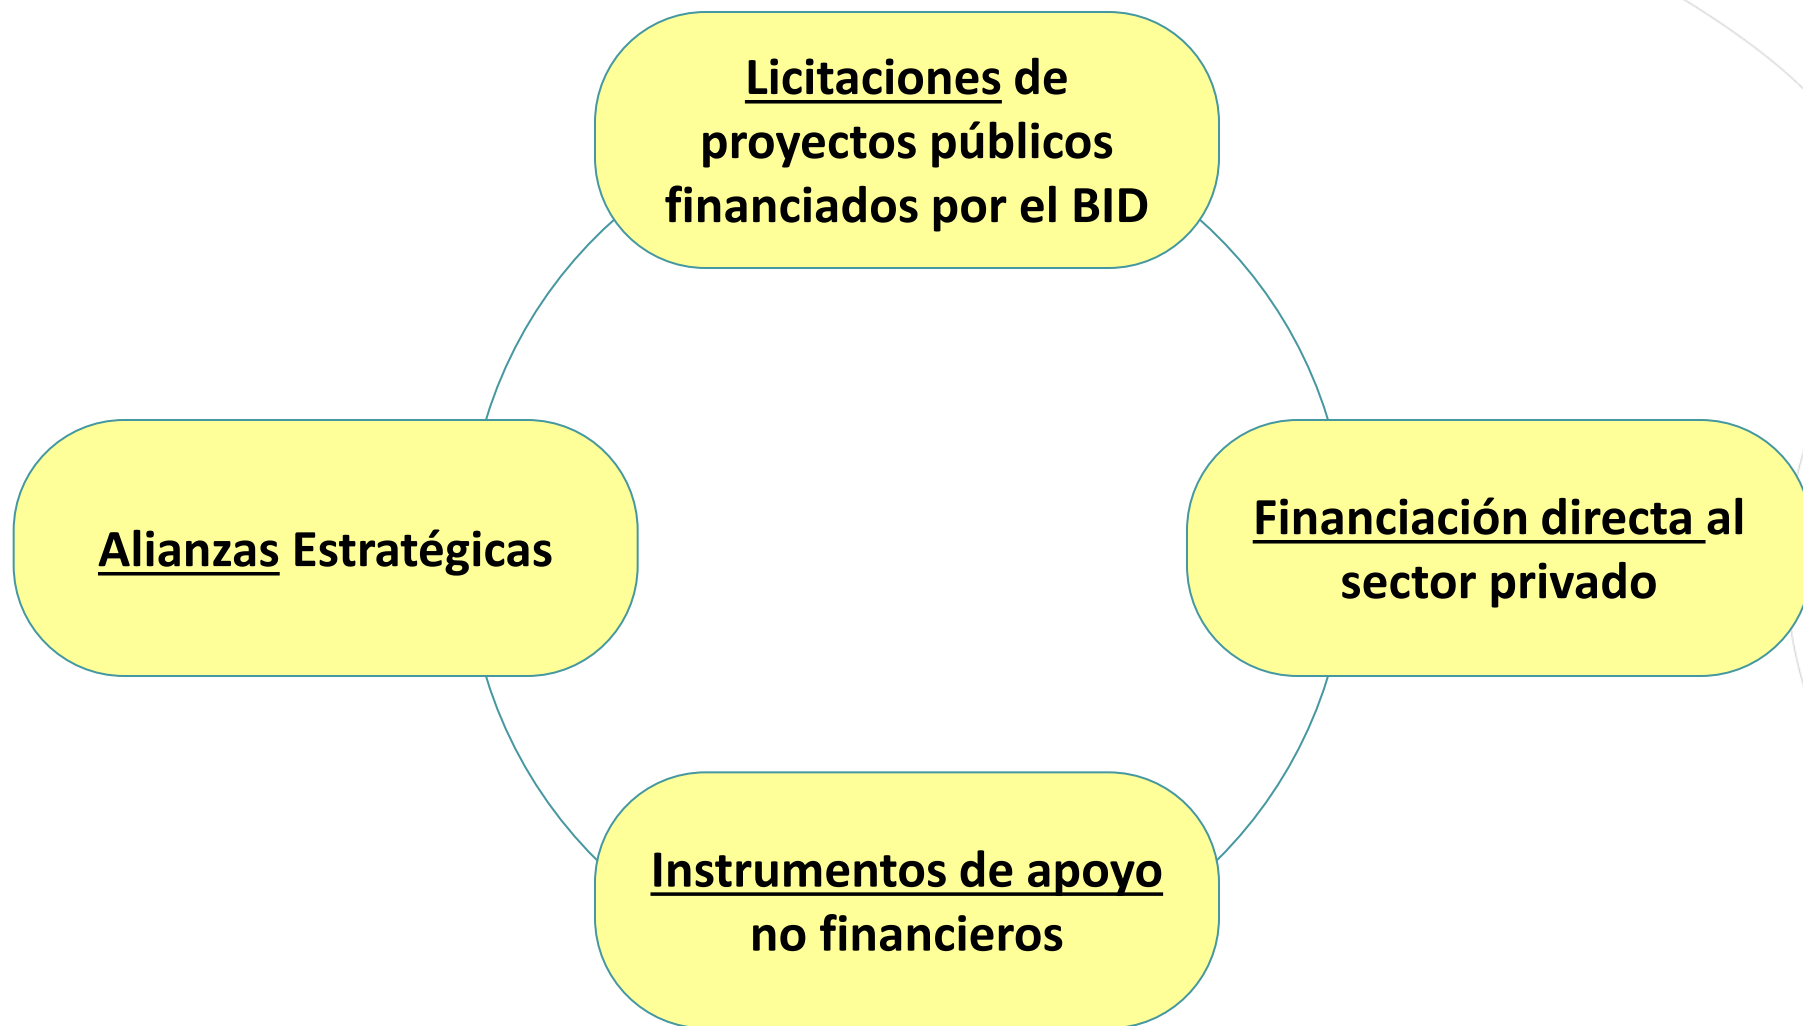 Licitaciones de
proyectos públicos
financiados por el BID
Alianzas Estratégicas
Financiación directa al
sector privado
Instrumentos de apoyo
no financieros